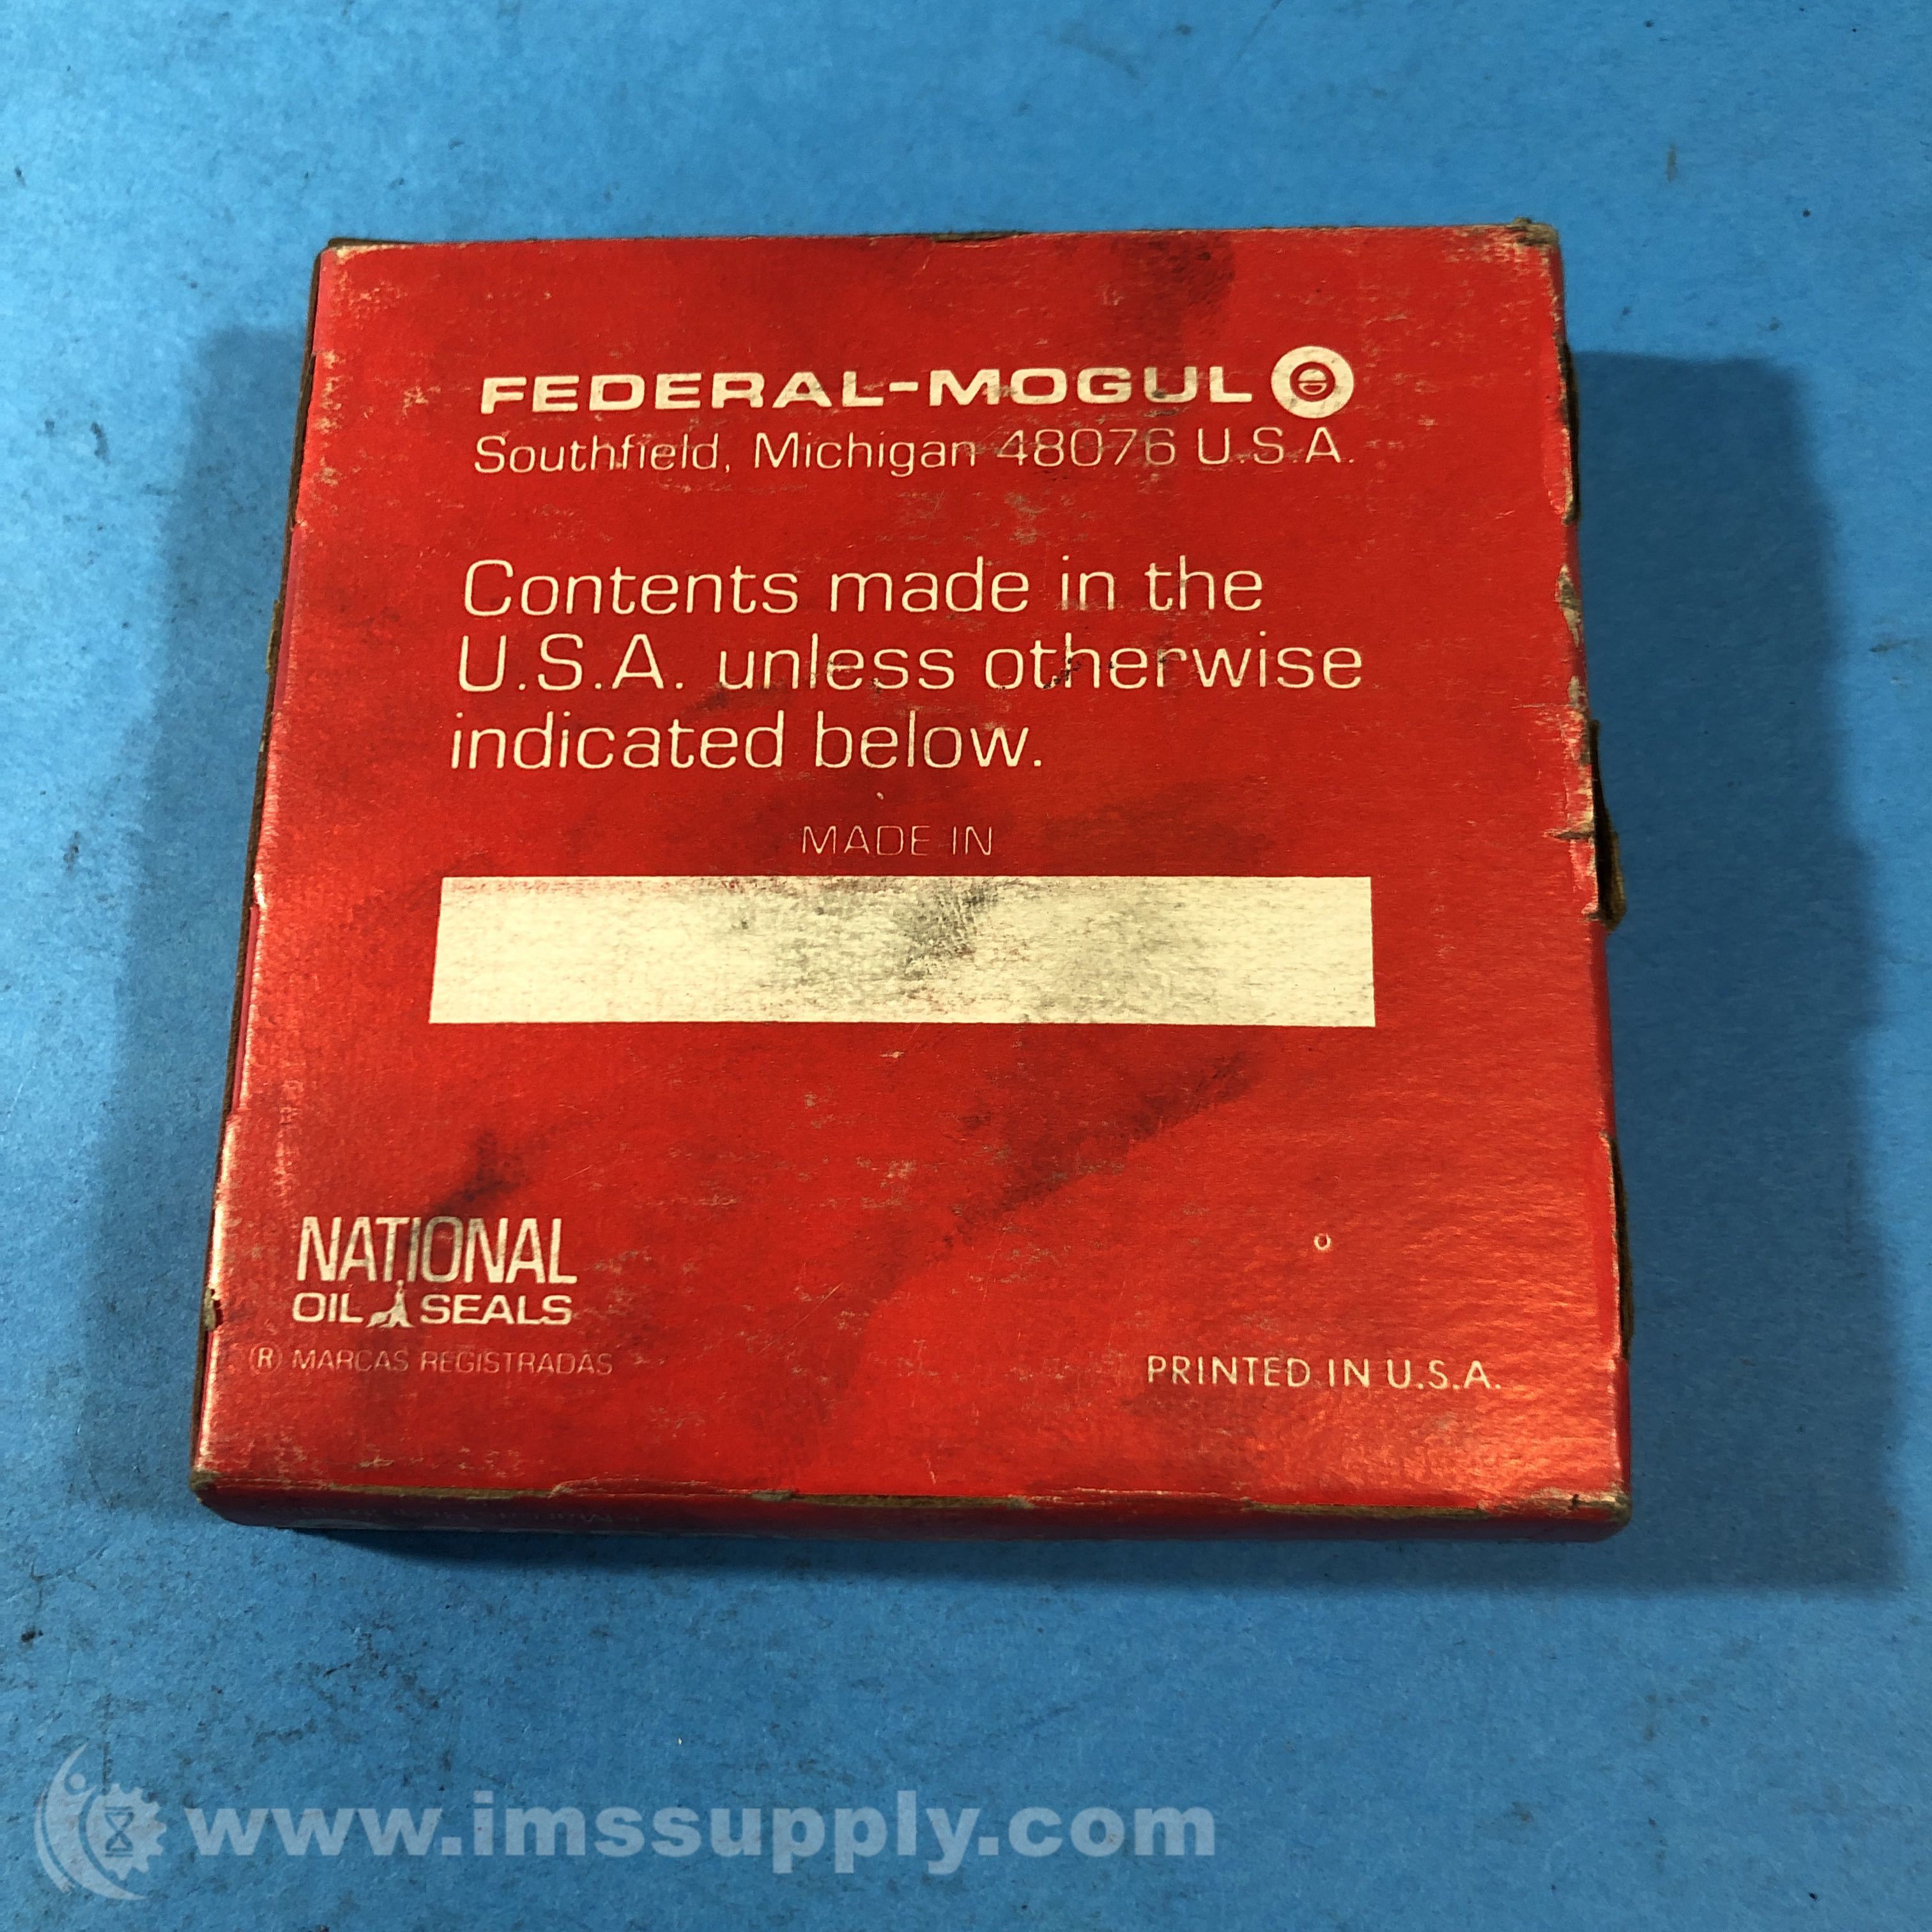 FEDERAL-MOGUL
Southfield, Michigan 48076 U.S.A.
Contents made in the
U.S.A. unless otherwise
indicated below.
MADE IN
NATIONAL
OIL SEALS
(R) MARCAS REGISTRADAS
PRINTED IN U.S.A.
www.imssupply.com